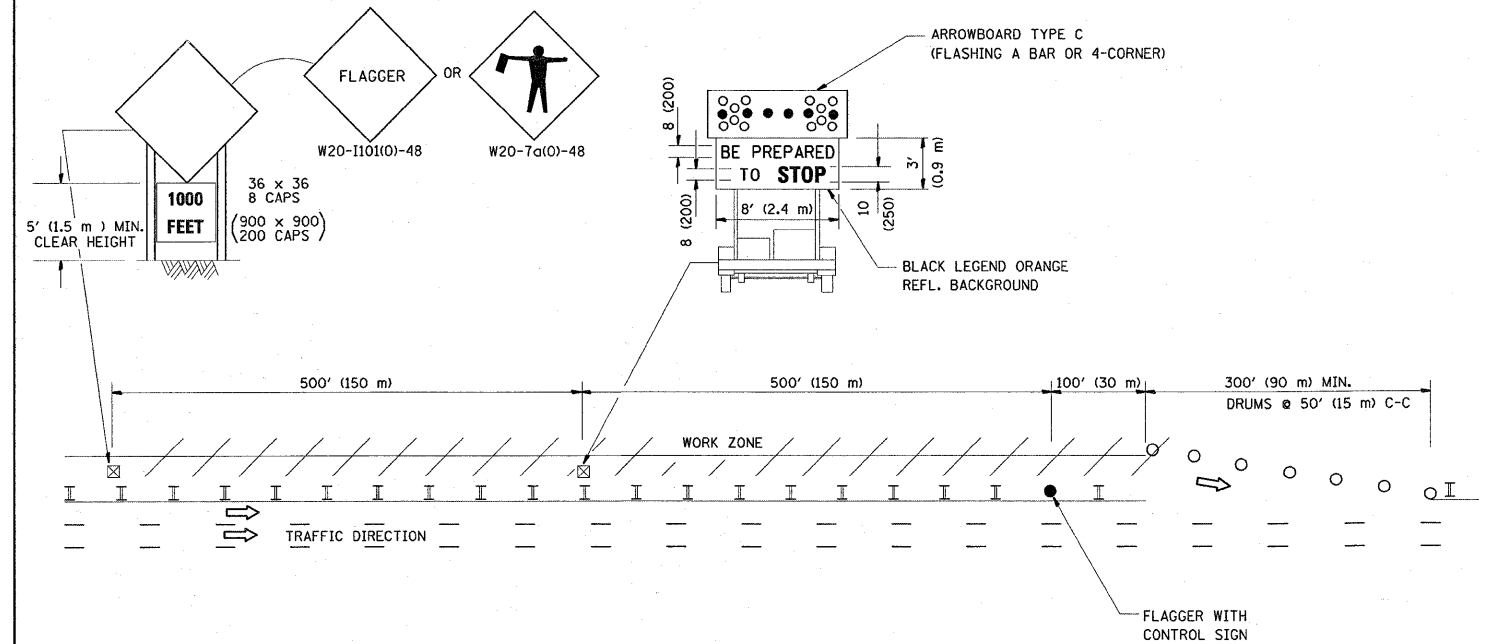 ARROWBOARD TYPE C
(FLASHING A BAR OR 4-CORNER)
FLAGGER
OR
W20-I101(O)-48
W20-7a(O)-48
8 (200)
8 (200)
BE PREPARED
TO STOP
3'
(0.9 m)
8' (2.4 m)
10
(250)
1000
FEET
36 x 36
8 CAPS
(900 x 900)
200 CAPS
5' (1.5 m ) MIN.
CLEAR HEIGHT
BLACK LEGEND ORANGE
REFL. BACKGROUND
500' (150 m)
500' (150 m)
100' (30 m)
300' (90 m) MIN.
DRUMS @ 50' (15 m) C-C
WORK ZONE
TRAFFIC DIRECTION
FLAGGER WITH
CONTROL SIGN